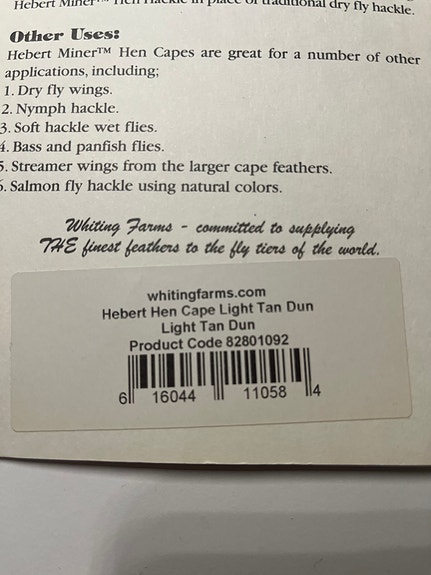 Hebert Miner™ Hen Hackle in place of traditional dry fly hackle.
Other Uses:
Hebert Miner™ Hen Capes are great for a number of other
applications, including;
1. Dry fly wings.
2. Nymph hackle.
3. Soft hackle wet flies.
4. Bass and panfish flies.
5. Streamer wings from the larger cape feathers.
6. Salmon fly hackle using natural colors.
Whiting Farms - committed to supplying
THE finest feathers to the fly tiers of the world.
whitingfarms.com
Hebert Hen Cape Light Tan Dun
Light Tan Dun
Product Code 82801092
6 16044 11058 4